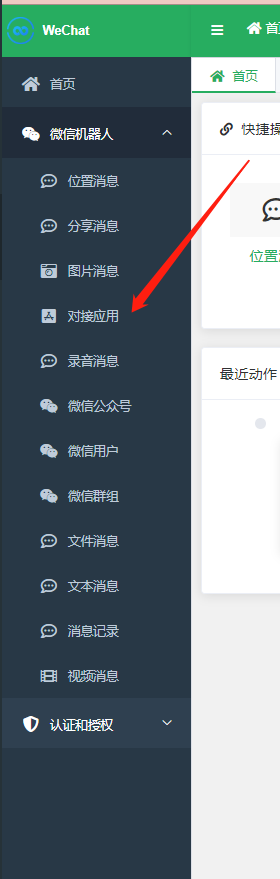 WeChat
首
首页
首页
微信机器人
位置消息
分享消息
图片消息
对接应用
录音消息
微信公众号
微信用户
微信群组
文件消息
文本消息
消息记录
视频消息
认证和授权
快捷操
位置
最近动作